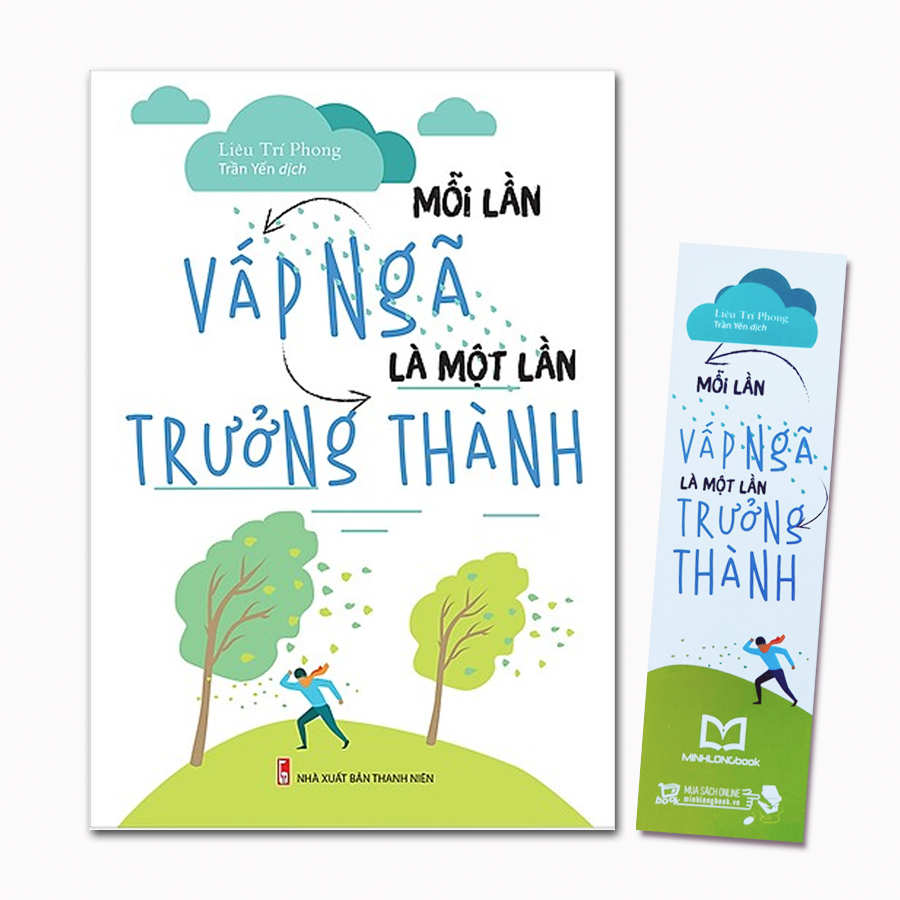 Liêu Trí Phong
Trần Yến dịch
MỖI LẦN
VẤP NGÃ
LÀ MỘT LẦN
TRƯỞNG THÀNH
NHÀ XUẤT BẢN THANH NIÊN
Liêu Trí Phong
Trần Yến dịch
MỖI LẦN
VẤP NGÃ
LÀ MỘT LẦN
TRƯỞNG
THÀNH
MINHLONGbook
MUA SÁCH ONLINE
minhlongbook.vn
book